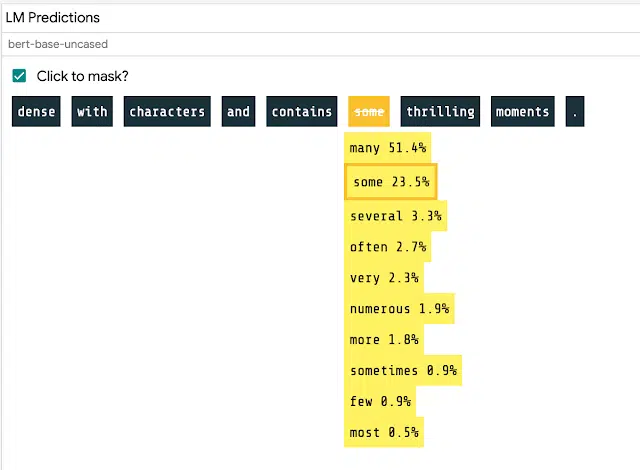 LM Predictions
bert-base-uncased
Click to mask?
dense with characters and contains some thrilling moments .
many 51.4%
some 23.5%
several 3.3%
often 2.7%
very 2.3%
numerous 1.9%
more 1.8%
sometimes 0.9%
few 0.9%
most 0.5%